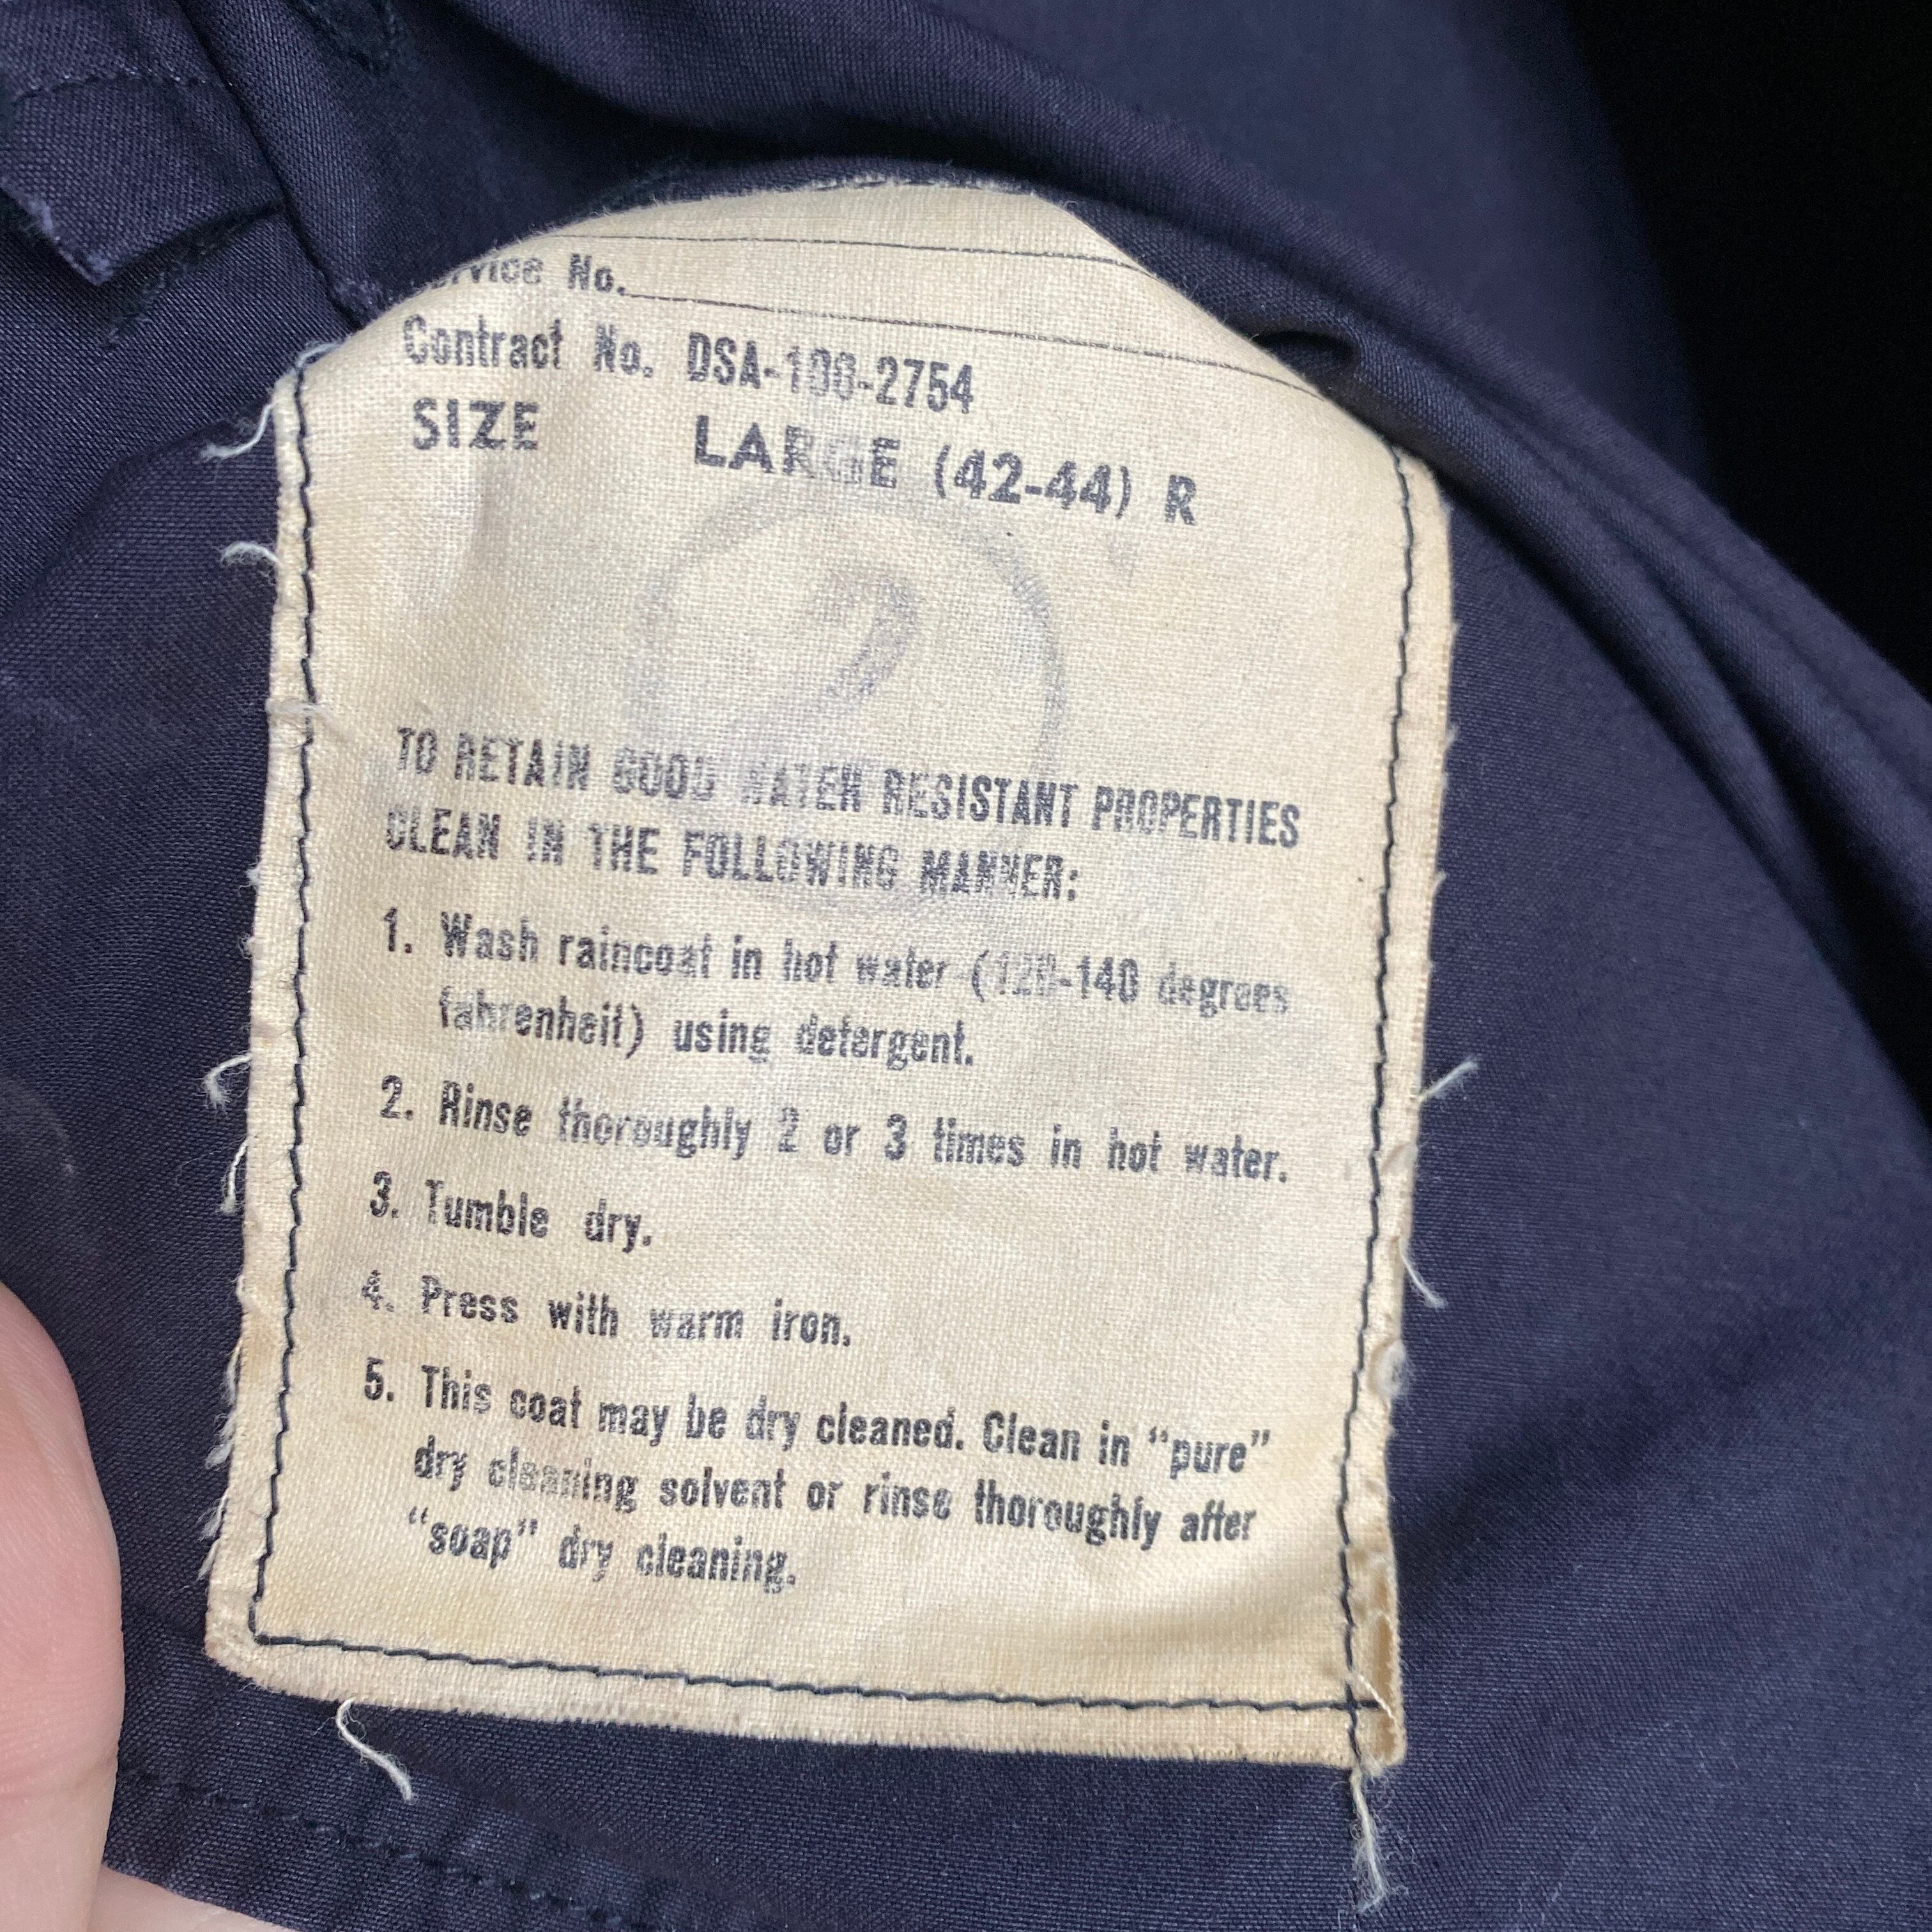 Service No.
Contract No. DSA-100-2754
SIZE LARGE (42-44) R
2
TO RETAIN GOOD WATER RESISTANT PROPERTIES
CLEAN IN THE FOLLOWING MANNER:
1. Wash raincoat in hot water (120-140 degrees
fahrenheit) using detergent.
2. Rinse thoroughly 2 or 3 times in hot water.
3. Tumble dry.
4. Press with warm iron.
5. This coat may be dry cleaned. Clean in "pure"
dry cleaning solvent or rinse thoroughly after
"soap" dry cleaning.